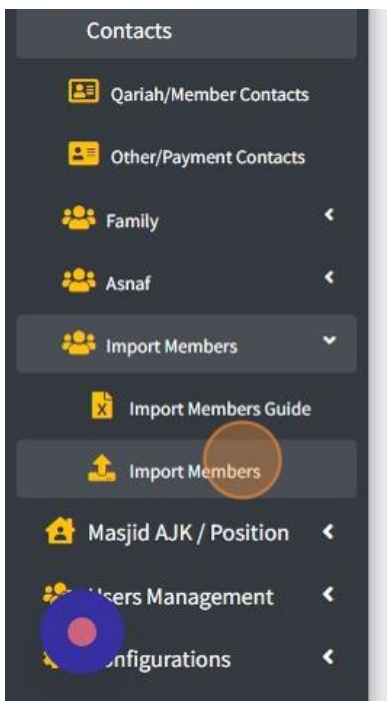 Contacts
Qariah/Member Contacts
Other/Payment Contacts
Family
Asnaf
Import Members
Import Members Guide
Import Members
Masjid AJK / Position
Management